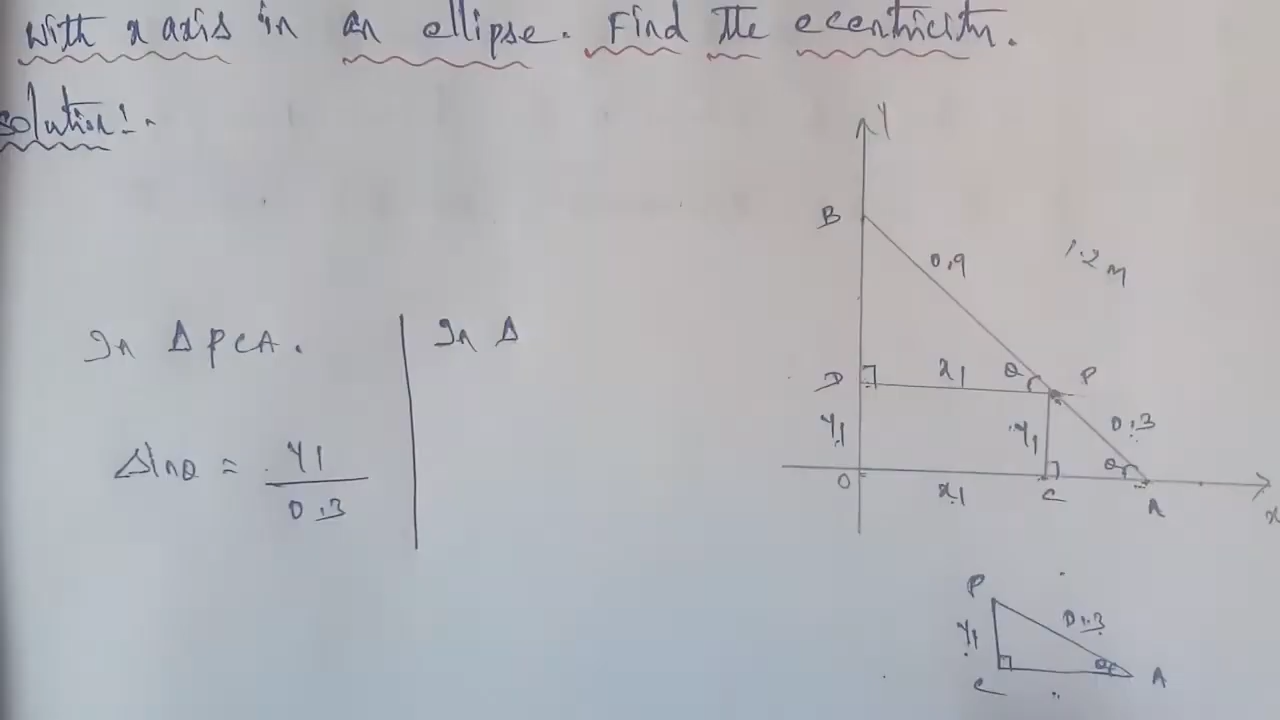 with x axis in an ellipse. Find the eccentricity.
solution:-
Y
B
0.9
1.2 m
In Δ PCA.
In Δ
D
x1
θ
P
y1
y1
0.3
sinθ = y1
0.3
θ
O
x1
C
A
x
P
0.3
y1
θ
C
A